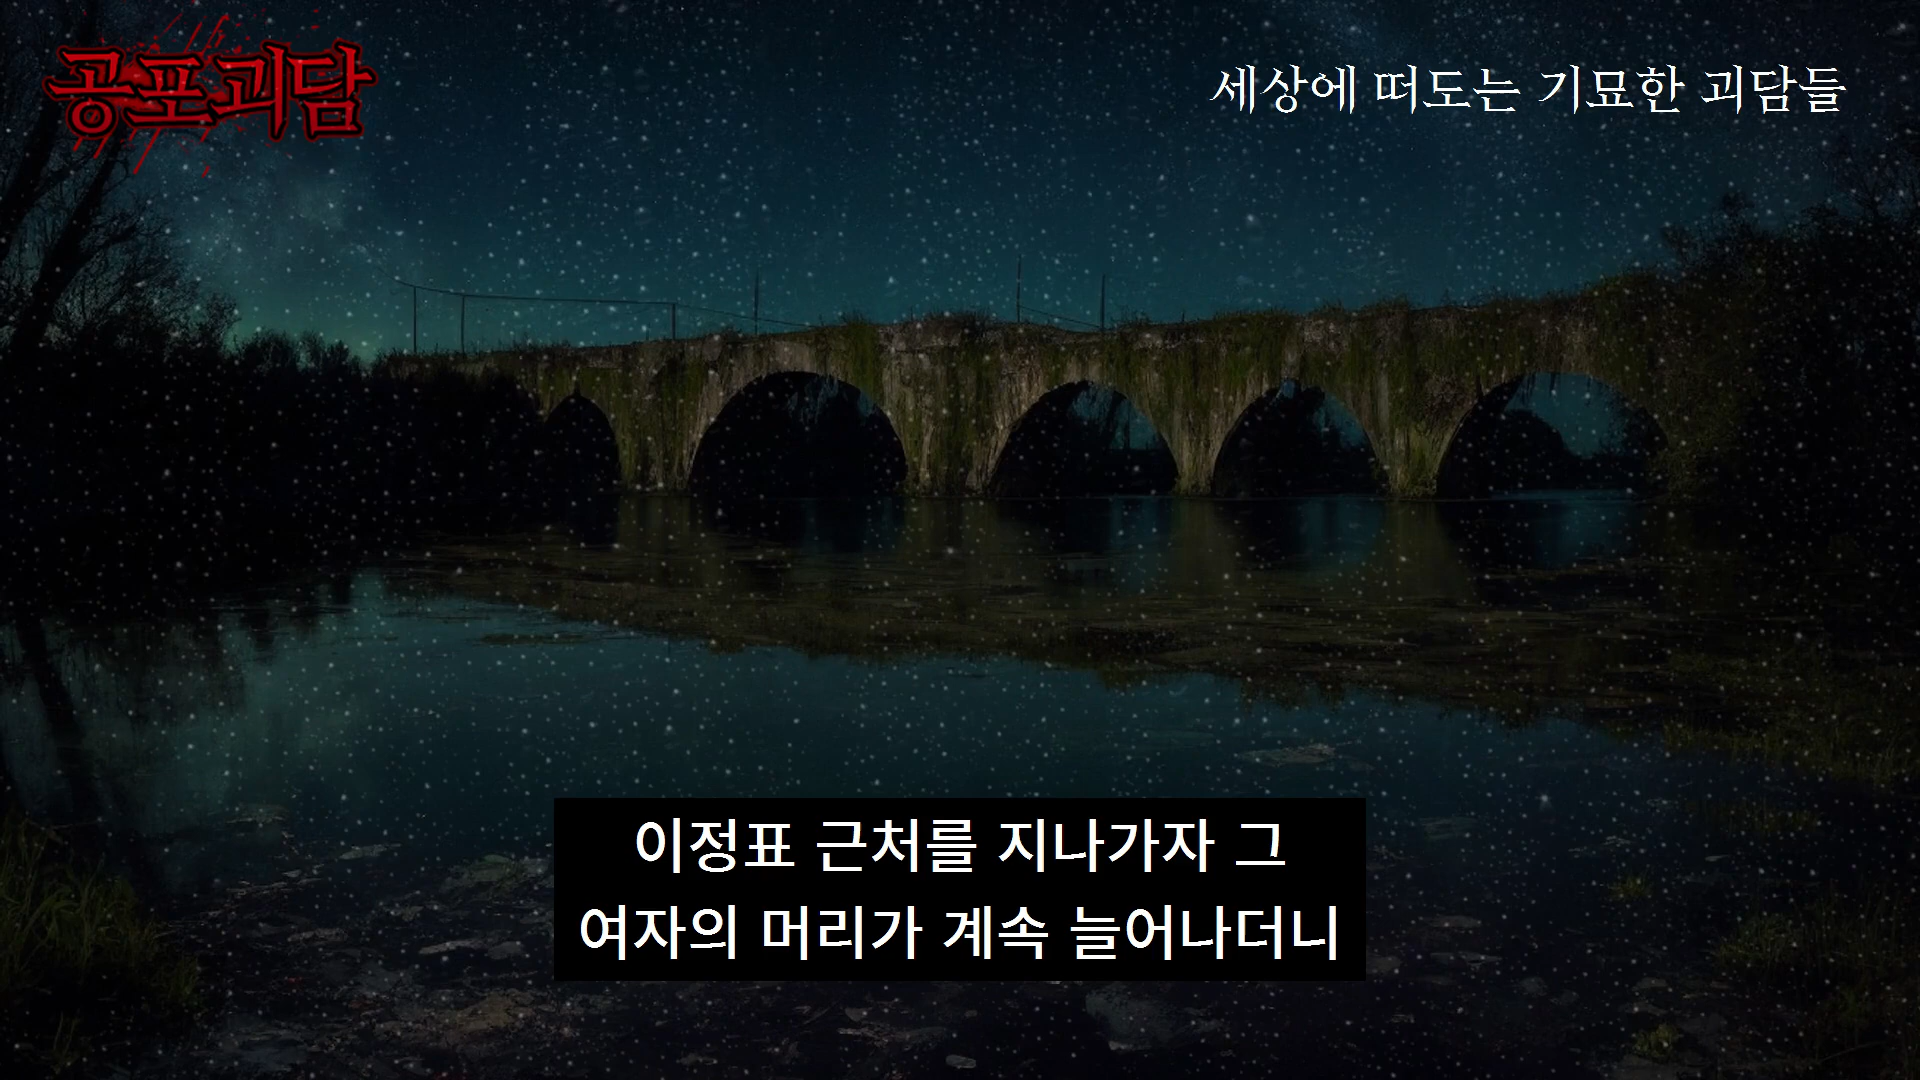 공포괴담
세상에 떠도는 기묘한 괴담들
이정표 근처를 지나가자 그
여자의 머리가 계속 늘어나더니